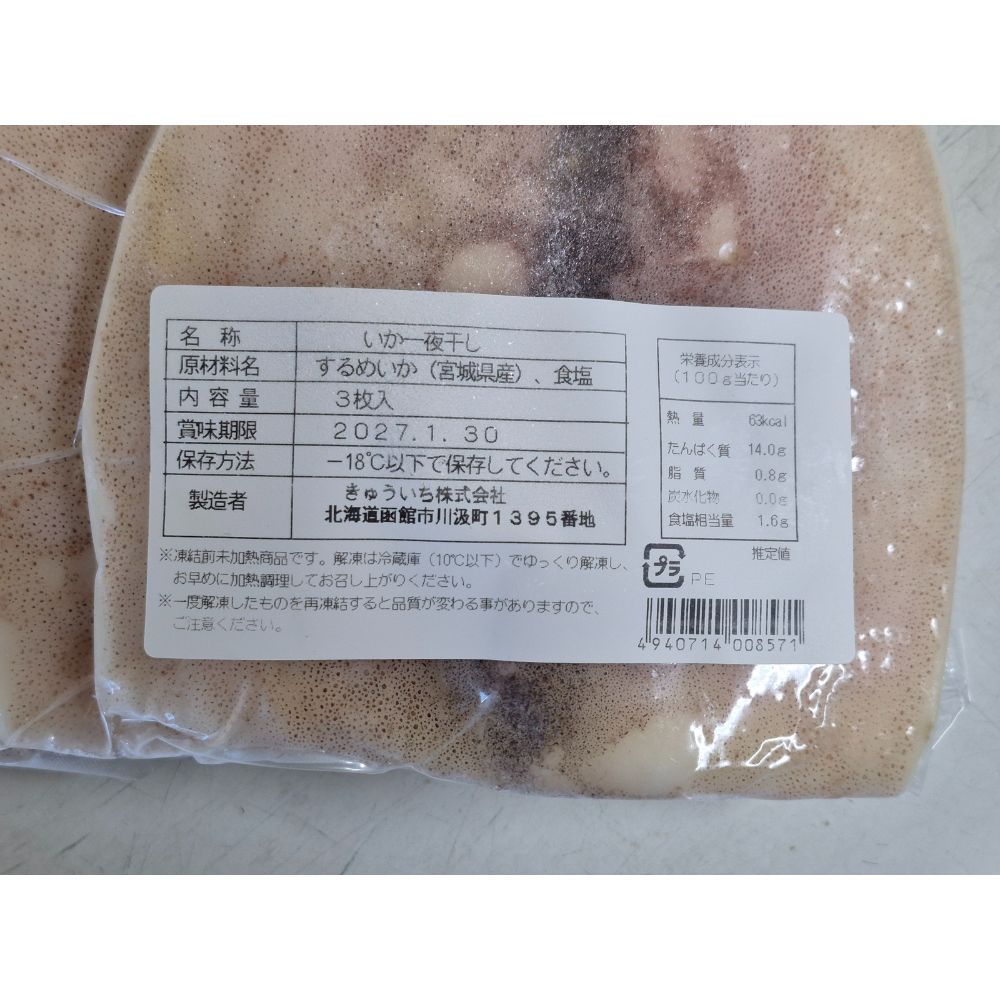 名称 いか一夜干し
原材料名 するめいか（宮城県産）、食塩
内容量 3枚入
賞味期限 2027.1.30
保存方法 －18℃以下で保存してください。
製造者 きゅういち株式会社
北海道函館市川汲町1395番地
※凍結前未加熱商品です。解凍は冷蔵庫（10℃以下）でゆっくり解凍し、
お早めに加熱調理してお召し上がりください。
※一度解凍したものを再凍結すると品質が変わる事がありますので、
ご注意ください。
栄養成分表示
（100g当たり）
熱量 63kcal
たんぱく質 14.0g
脂質 0.8g
炭水化物 0.0g
食塩相当量 1.6g
推定値
プラ PE
4940714008571